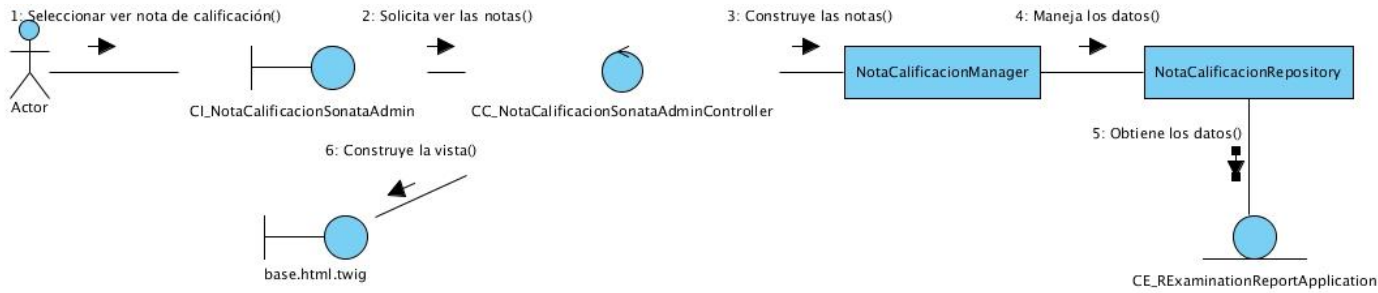 1: Seleccionar ver nota de calificación()
2: Solicita ver las notas()
3: Construye las notas()
4: Maneja los datos()
NotaCalificacionManager
NotaCalificacionRepository
Actor
CI_NotaCalificacionSonataAdmin
CC_NotaCalificacionSonataAdminController
5: Obtiene los datos()
6: Construye la vista()
base.html.twig
CE_RExaminationReportApplication